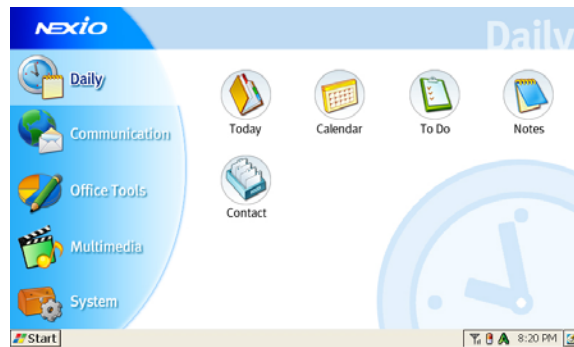 NEXIO
Daily
Daily
Communication
Office Tools
Multimedia
System
Today
Calendar
To Do
Notes
Contact
Start
8:20 PM